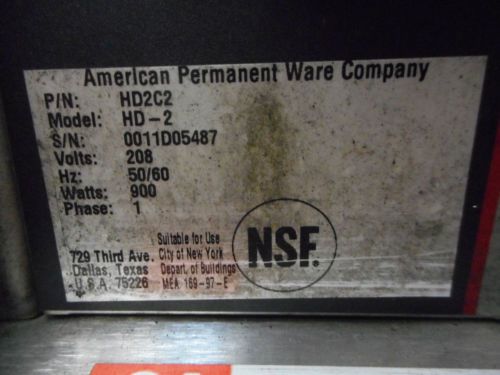 American Permanent Ware Company
P/N: HD2C2
Model: HD-2
S/N: 0011D05487
Volts: 208
Hz: 50/60
Watts: 900
Phase: 1
729 Third Ave.
Dallas, Texas
U.S.A. 75226
Suitable for Use
City of New York
Depart. of Buildings
MEA 169-97-E
NSF.